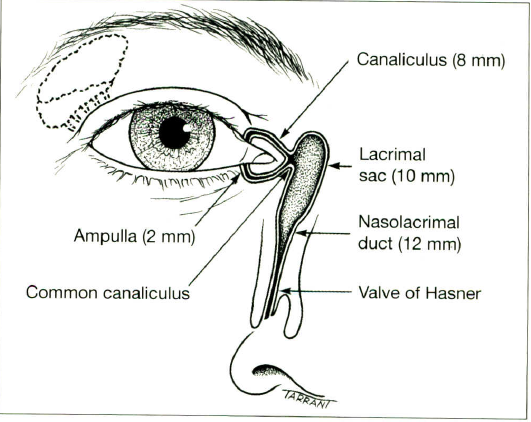 Canaliculus (8 mm)
Lacrimal
sac (10 mm)
Ampulla (2 mm)
Nasolacrimal
duct (12 mm)
Common canaliculus
Valve of Hasner
TARRANT